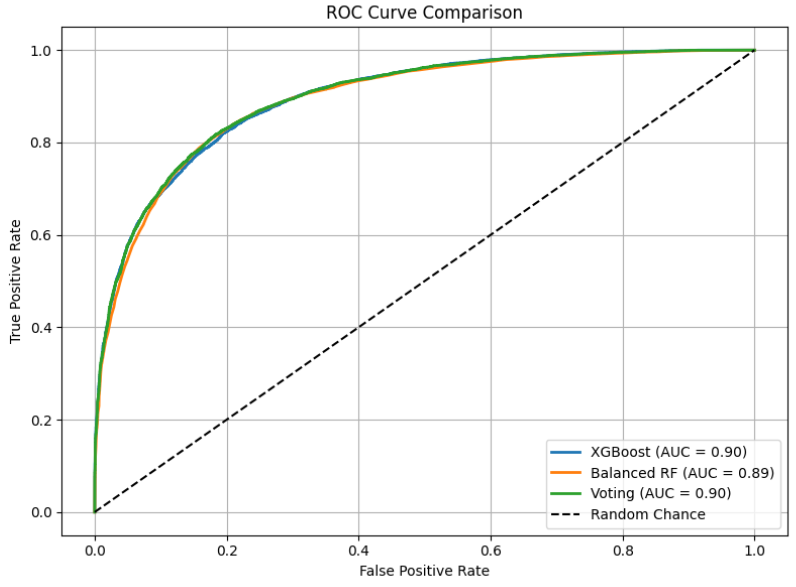 ROC Curve Comparison
True Positive Rate
1.0
0.8
0.6
0.4
0.2
0.0
XGBoost (AUC = 0.90)
Balanced RF (AUC = 0.89)
Voting (AUC = 0.90)
Random Chance
0.0 0.2 0.4 0.6 0.8 1.0
False Positive Rate